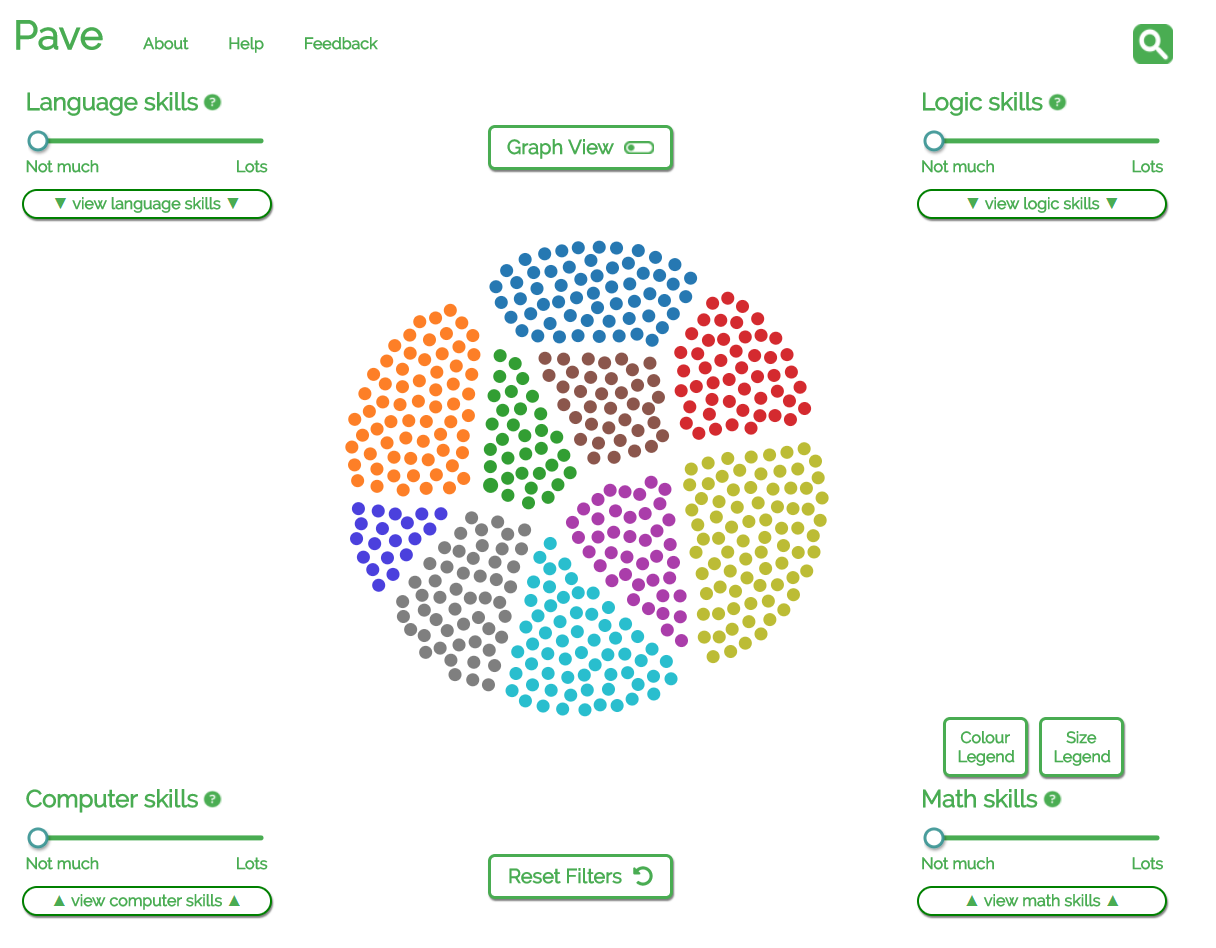 Pave
About
Help
Feedback
Language skills ?
Not much
Lots
▼ view language skills ▼
Graph View
Logic skills ?
Not much
Lots
▼ view logic skills ▼
Colour
Legend
Size
Legend
Computer skills ?
Not much
Lots
▲ view computer skills ▲
Reset Filters
Math skills ?
Not much
Lots
▲ view math skills ▲